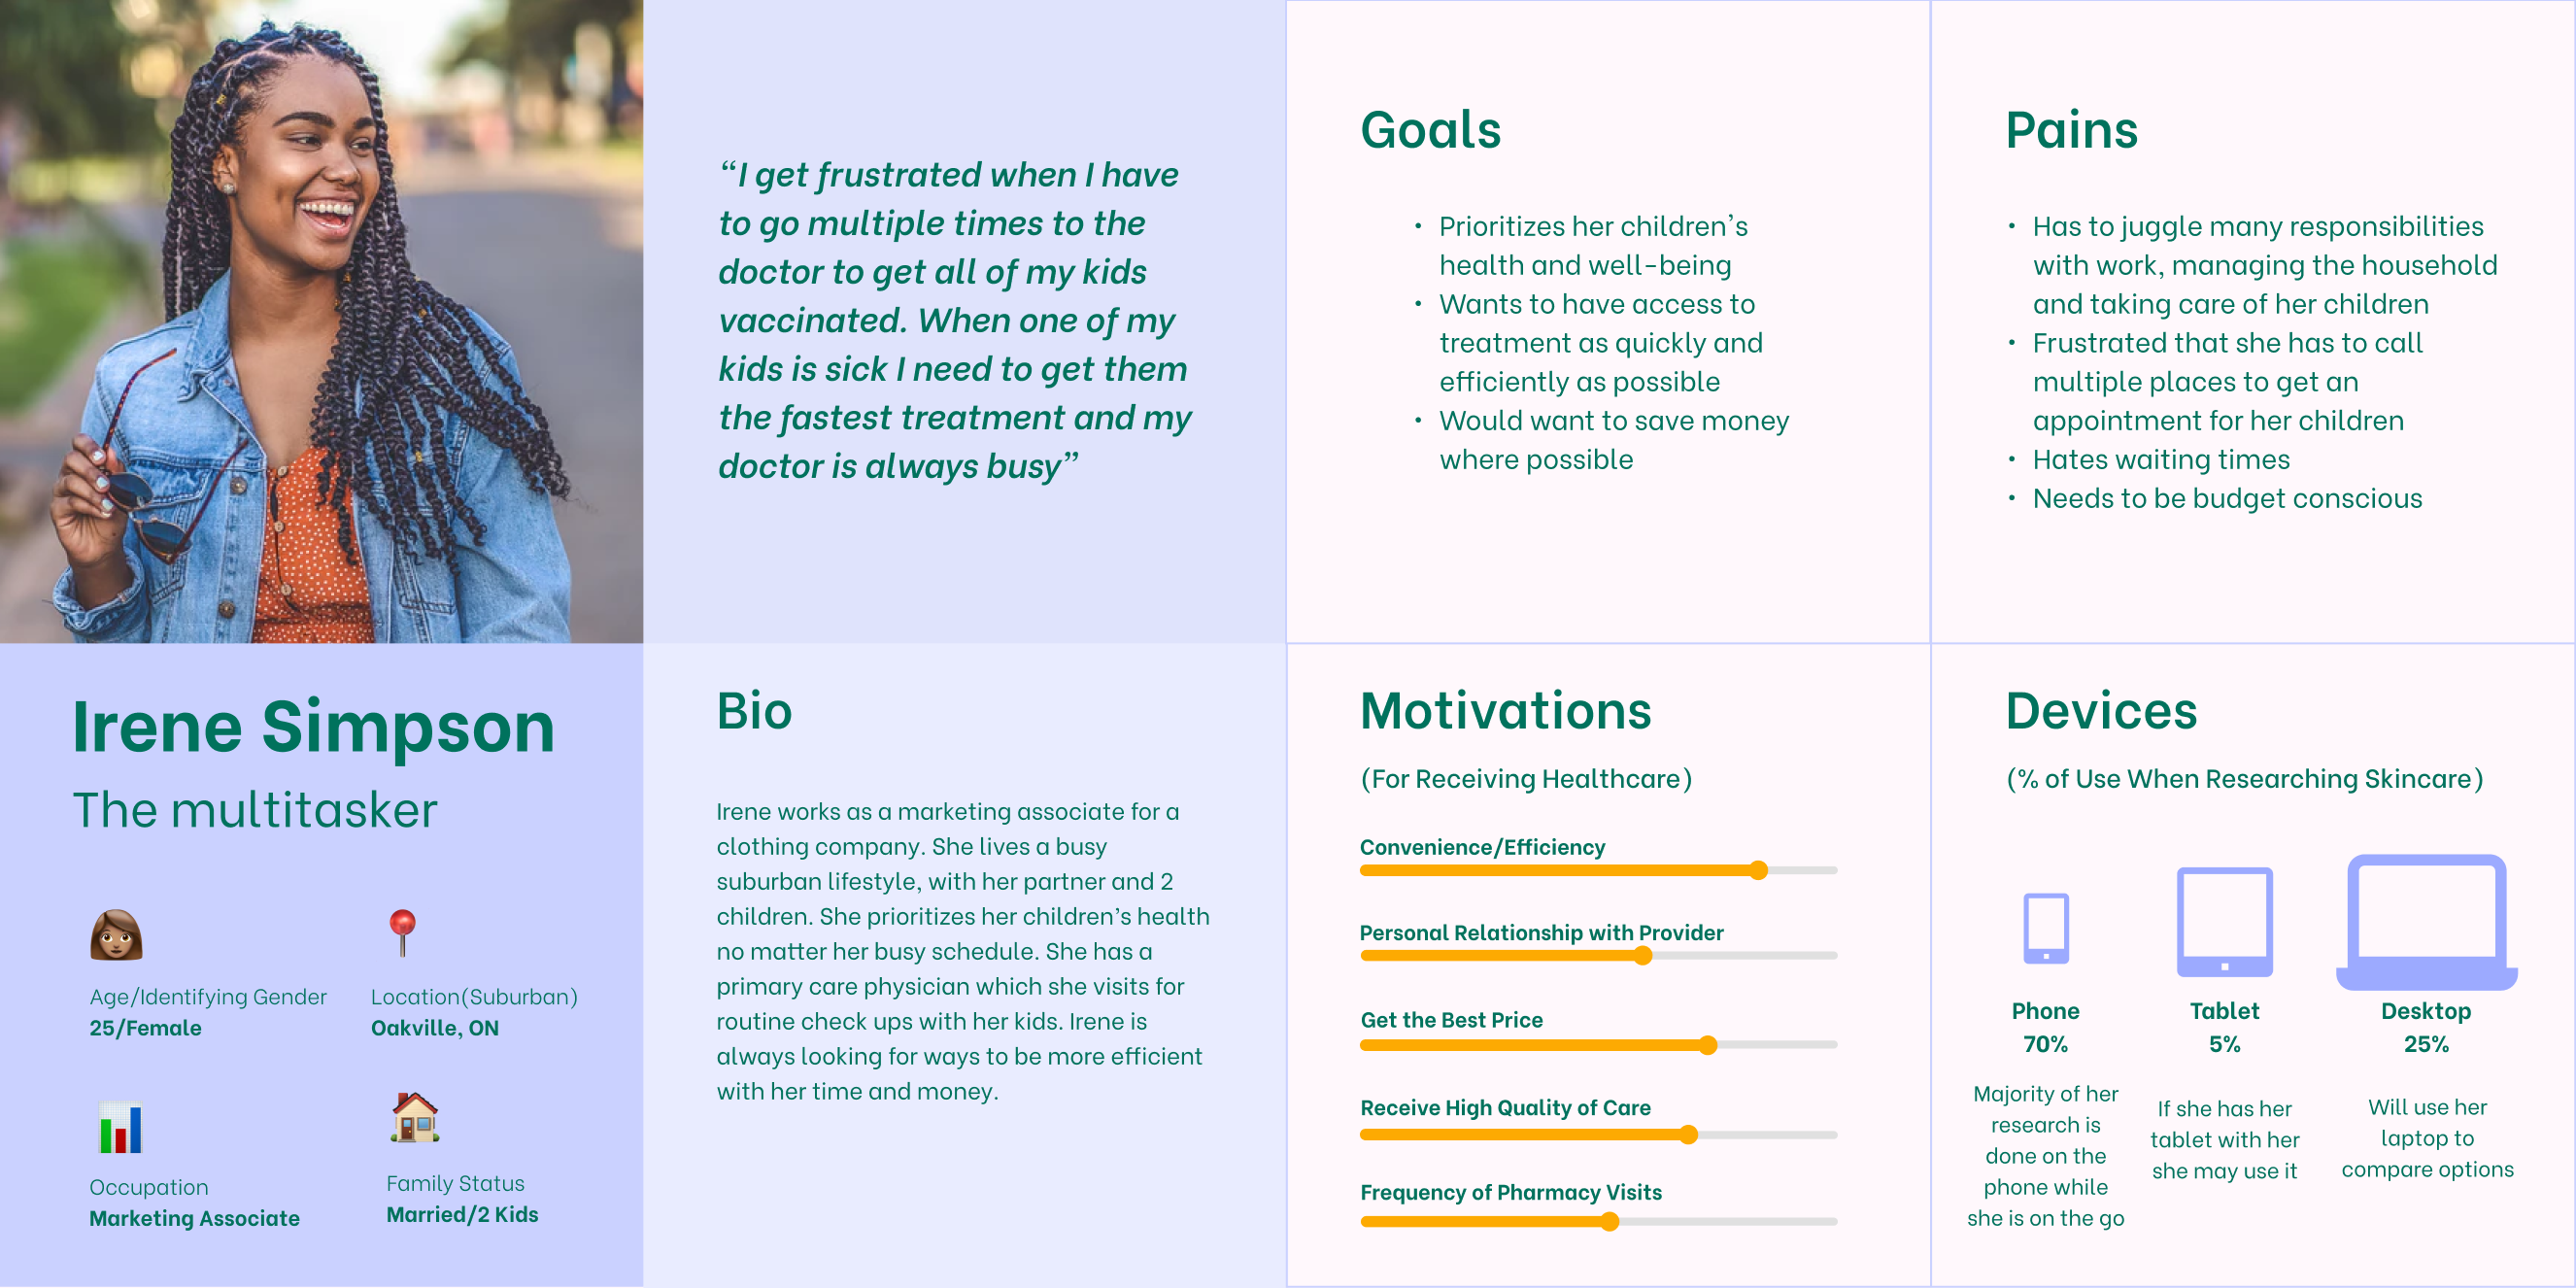 “I get frustrated when I have
to go multiple times to the
doctor to get all of my kids
vaccinated. When one of my
kids is sick I need to get them
the fastest treatment and my
doctor is always busy”
Goals
• Prioritizes her children's
health and well-being
• Wants to have access to
treatment as quickly and
efficiently as possible
• Would want to save money
where possible
Pains
• Has to juggle many responsibilities
with work, managing the household
and taking care of her children
• Frustrated that she has to call
multiple places to get an
appointment for her children
• Hates waiting times
• Needs to be budget conscious
Irene Simpson
The multitasker
Age/Identifying Gender
25/Female
Location(Suburban)
Oakville, ON
Occupation
Marketing Associate
Family Status
Married/2 Kids
Bio
Irene works as a marketing associate for a
clothing company. She lives a busy
suburban lifestyle, with her partner and 2
children. She prioritizes her children's health
no matter her busy schedule. She has a
primary care physician which she visits for
routine check ups with her kids. Irene is
always looking for ways to be more efficient
with her time and money.
Motivations
(For Receiving Healthcare)
Convenience/Efficiency
Personal Relationship with Provider
Get the Best Price
Receive High Quality of Care
Frequency of Pharmacy Visits
Devices
(% of Use When Researching Skincare)
Phone
70%
Majority of her
research is
done on the
phone while
she is on the go
Tablet
5%
If she has her
tablet with her
she may use it
Desktop
25%
Will use her
laptop to
compare options